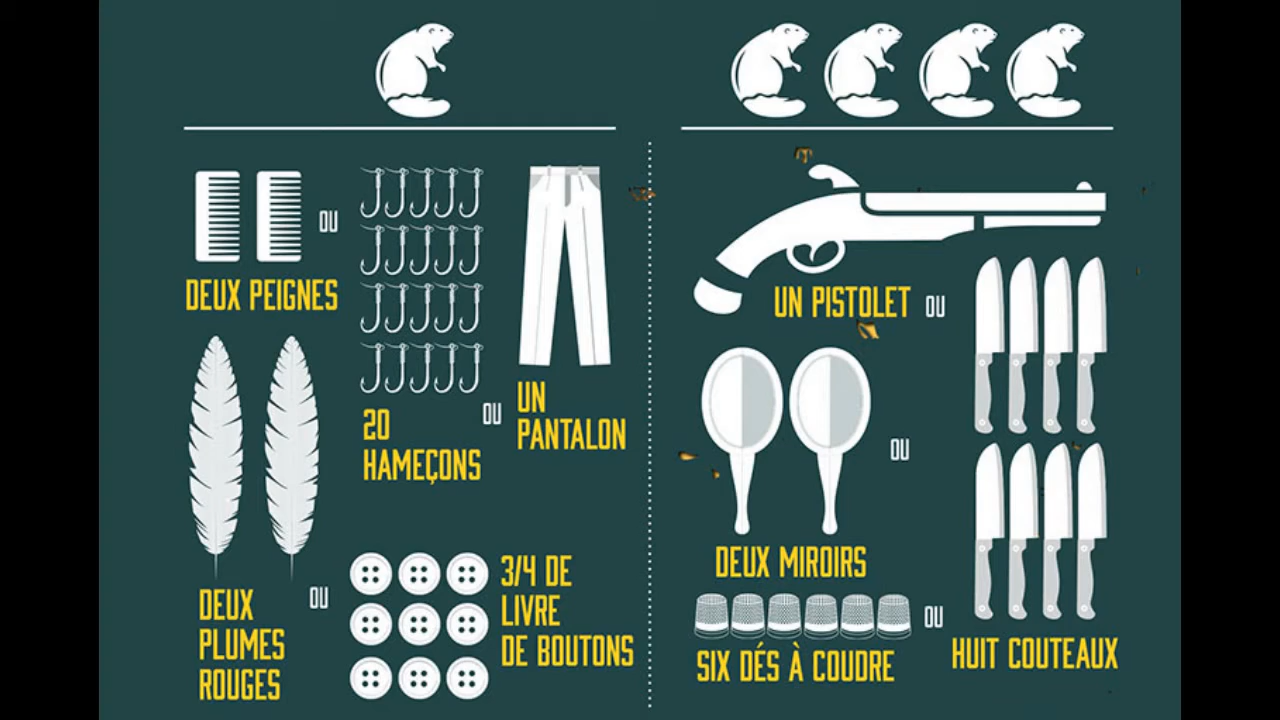 DEUX PEIGNES
OU
20
HAMEÇONS
OU
UN
PANTALON
DEUX
PLUMES
ROUGES
OU
3/4 DE
LIVRE
DE BOUTONS
UN PISTOLET
OU
DEUX MIROIRS
OU
SIX DÉS À COUDRE
OU
HUIT COUTEAUX